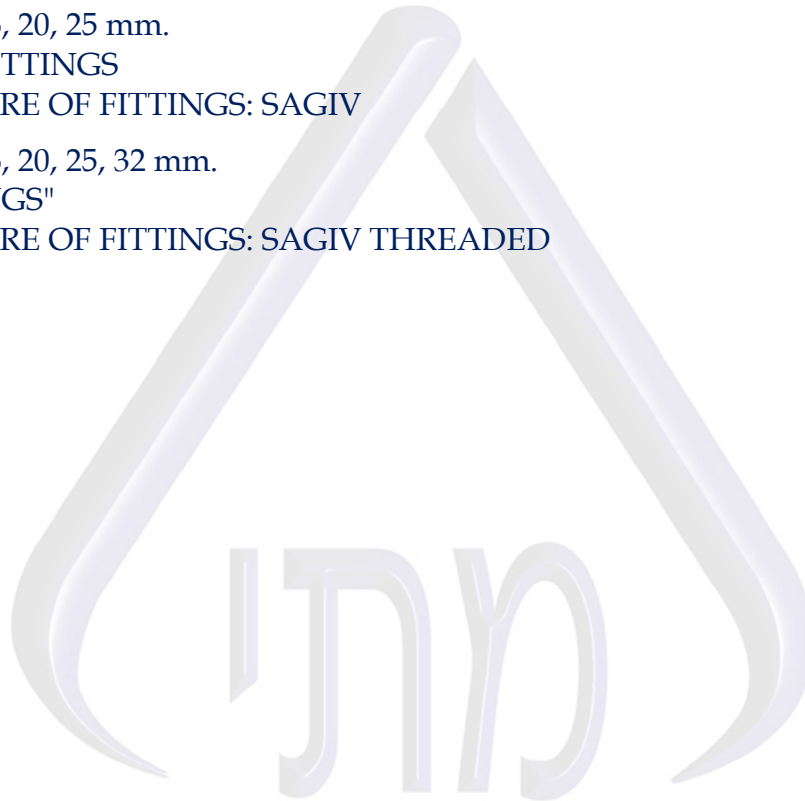 , 20, 25 mm.
TTINGS
RE OF FITTINGS: SAGIV
, 20, 25, 32 mm.
GS"
RE OF FITTINGS: SAGIV THREADED
מתי